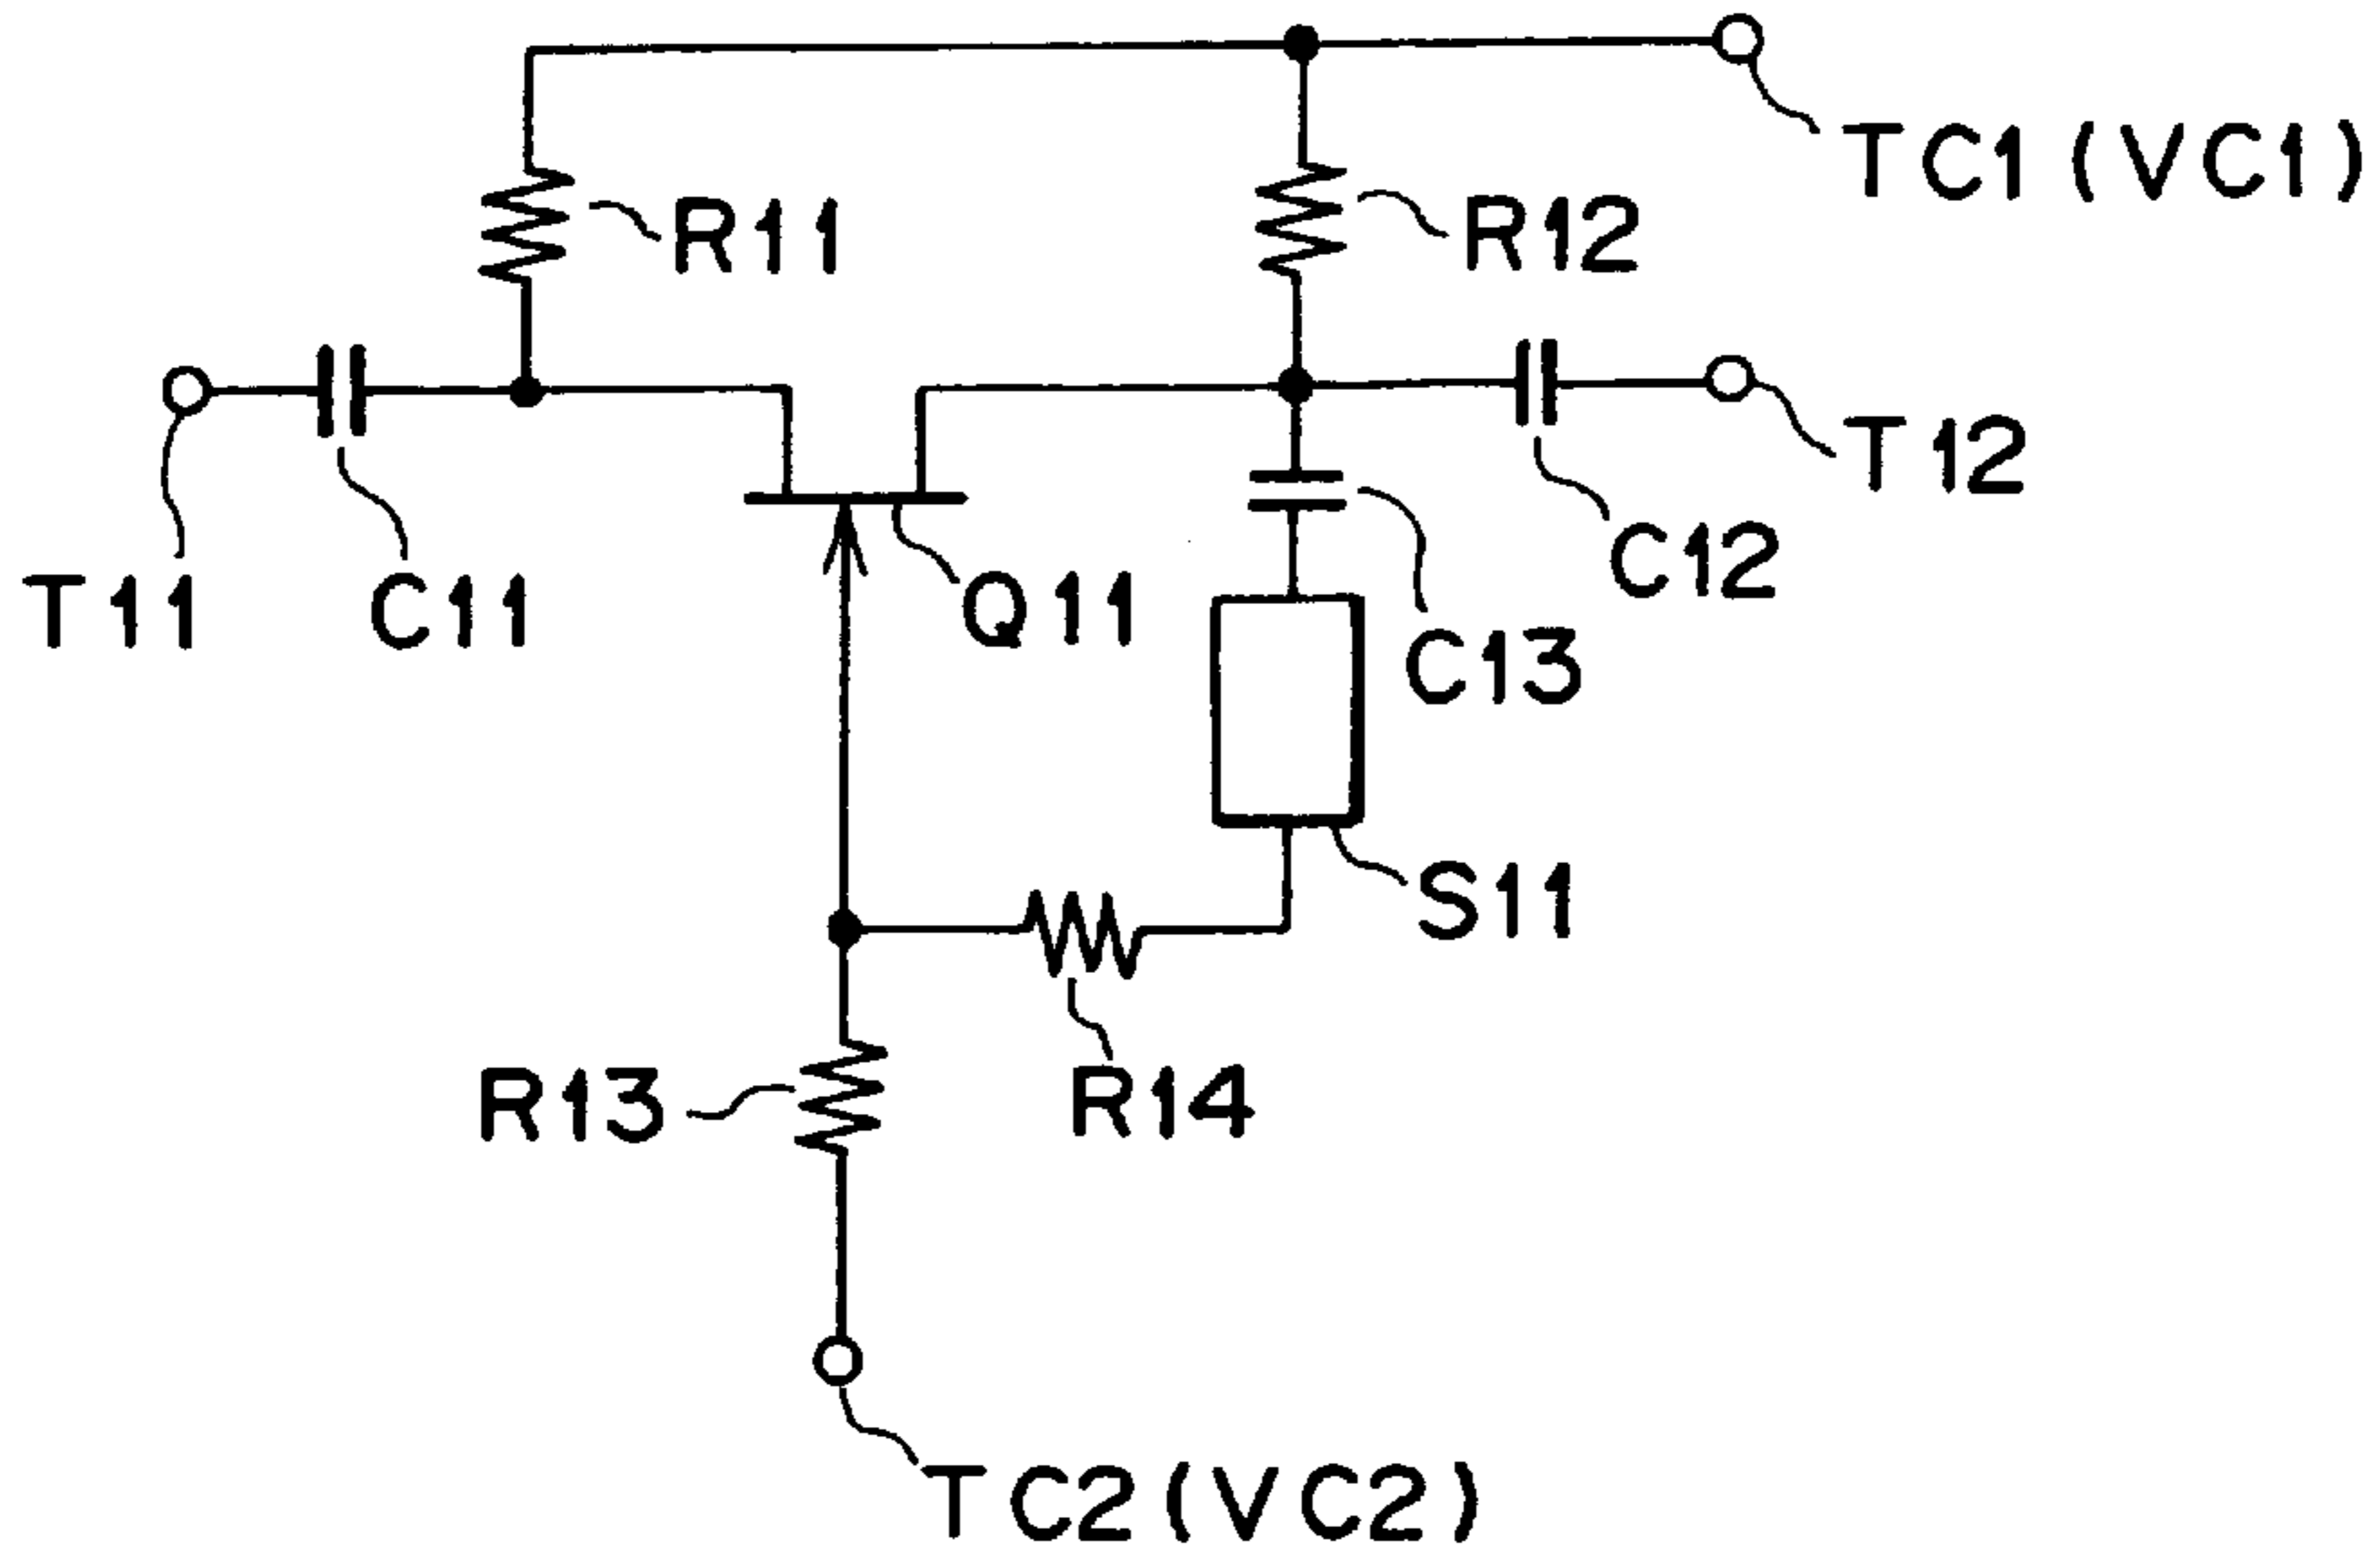 TC1(VC1)
R11
R12
T12
C12
T11
C11
Q11
C13
S11
R13
R14
TC2(VC2)